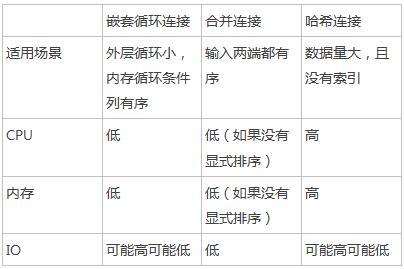 嵌套循环连接 合并连接 哈希连接
适用场景 外层循环小， 输入两端都有 数据量大，且
内存循环条件 序 没有索引
列有序
CPU 低 低（如果没有 高
显式排序）
内存 低 低（如果没有 高
显式排序）
IO 可能高可能低 低 可能高可能低